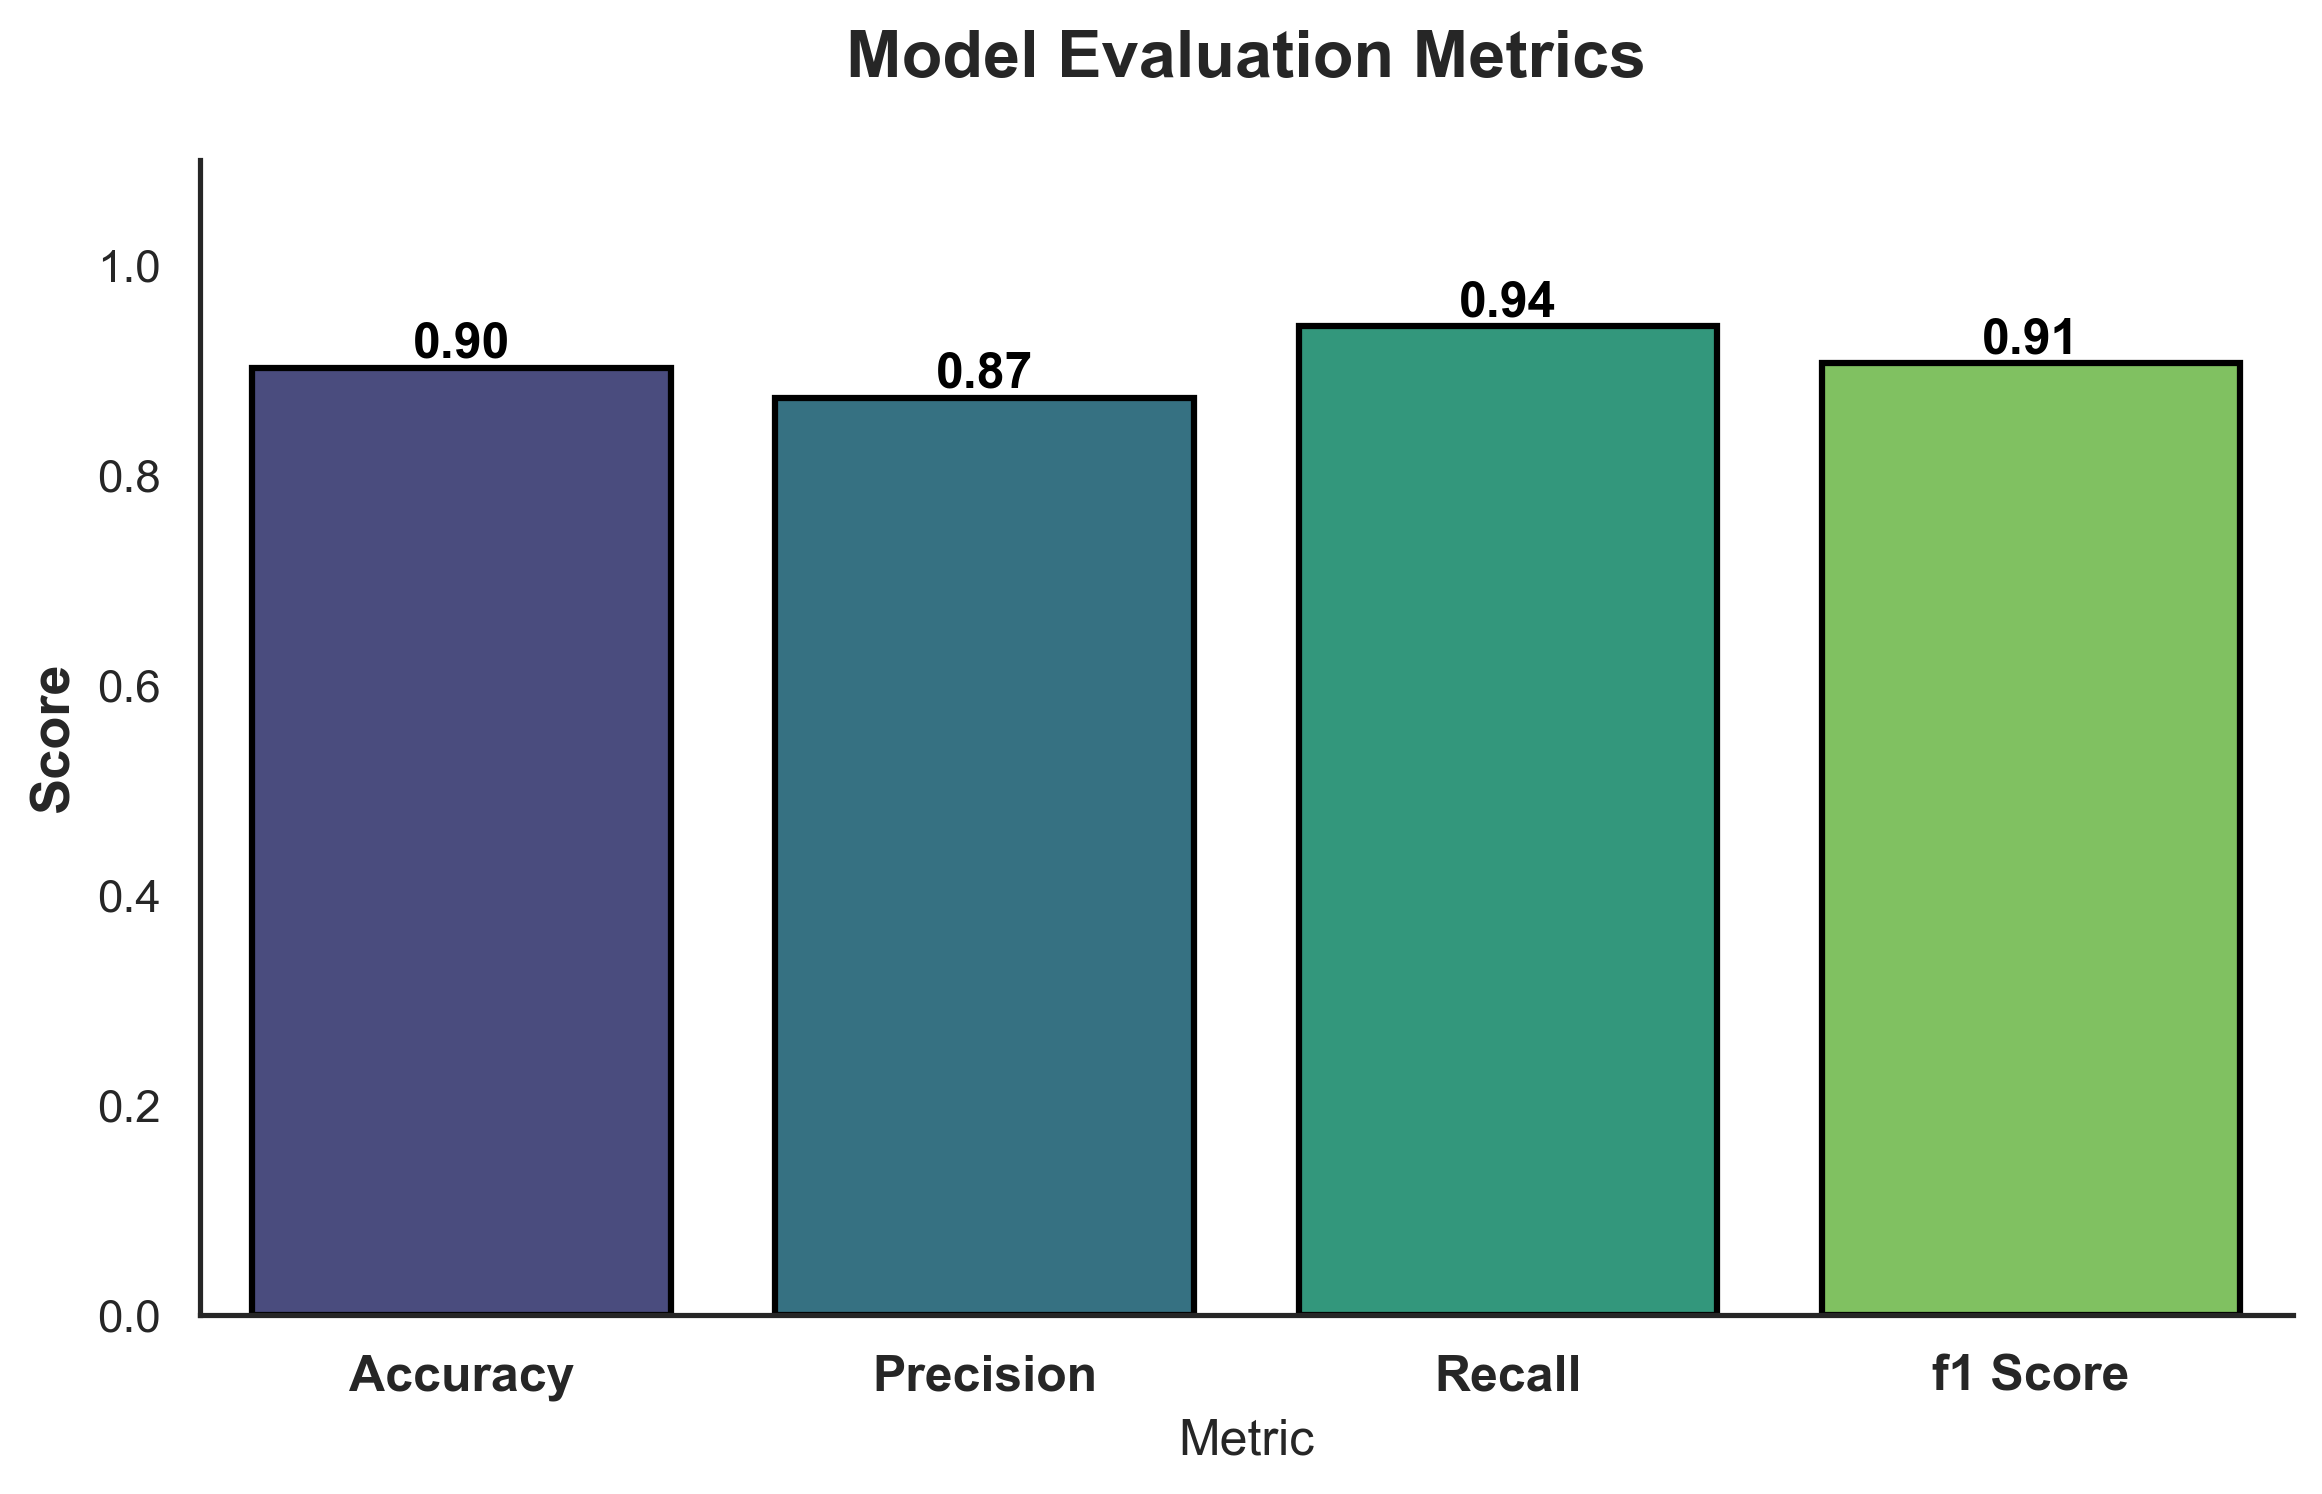 Model Evaluation Metrics
1.0
0.8
0.6
0.4
0.2
0.0
Score
0.90
0.87
0.94
0.91
Accuracy
Precision
Recall
f1 Score
Metric